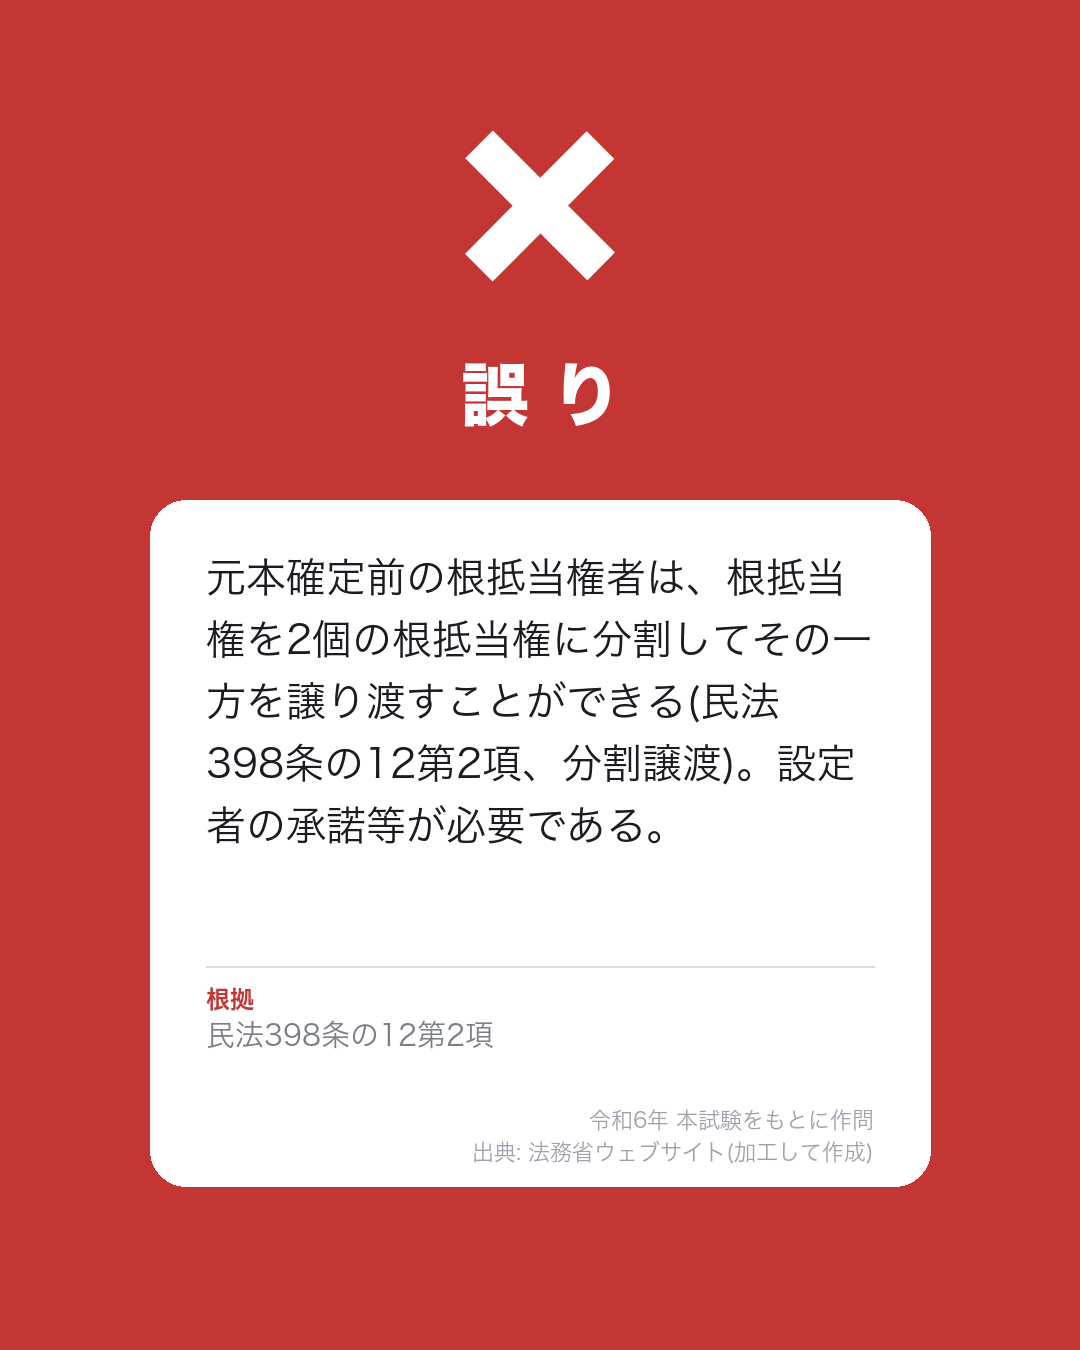 誤り
元本確定前の根抵当権者は、根抵当
権を2個の根抵当権に分割してその一
方を譲り渡すことができる(民法
398条の12第2項、分割譲渡)。設定
者の承諾等が必要である。
根拠
民法398条の12第2項
令和6年 本試験をもとに作問
出典: 法務省ウェブサイト(加工して作成)